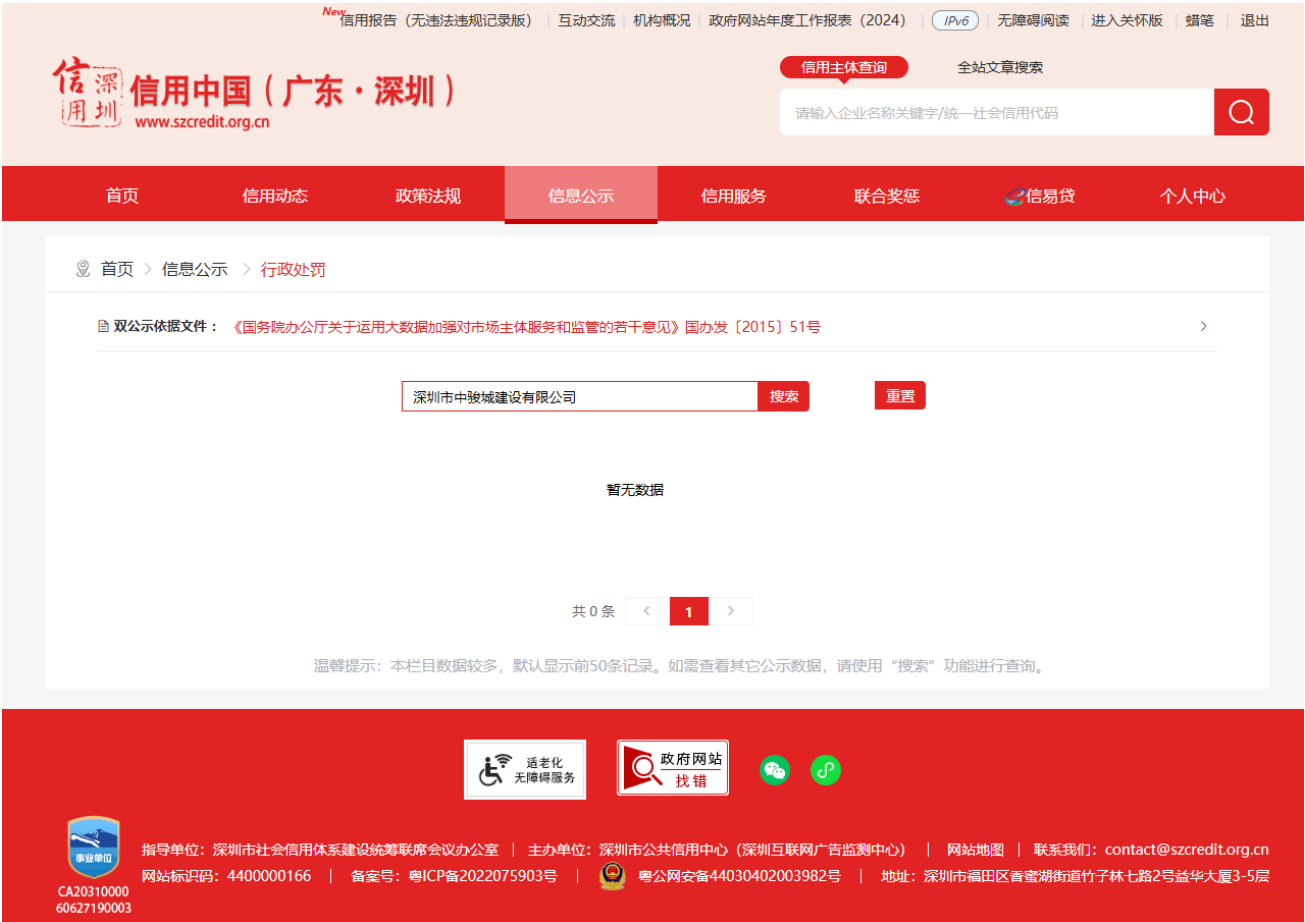 New
信用报告（无违法违规记录版） 互动交流 机构概况 政府网站年度工作报表（2024） IPv6 无障碍阅读 进入关怀版 蜡笔 退出
信用深圳
信用中国（广东·深圳）
www.szcredit.org.cn
信用主体查询 全站文章搜索
请输入企业名称关键字/统一社会信用代码
首页 信用动态 政策法规 信息公示 信用服务 联合奖惩 信易贷 个人中心
首页 > 信息公示 > 行政处罚
双公示依据文件： 《国务院办公厅关于运用大数据加强对市场主体服务和监管的若干意见》国办发〔2015〕51号
深圳市中骏城建设有限公司 搜索 重置
暂无数据
共 0 条 < 1 >
温馨提示：本栏目数据较多，默认显示前50条记录。如需查看其它公示数据，请使用“搜索”功能进行查询。
适老化
无障碍服务
政府网站
找错
事业单位
CA20310000
60627190003
指导单位：深圳市社会信用体系建设统筹联席会议办公室 | 主办单位：深圳市公共信用中心（深圳互联网广告监测中心） | 网站地图 | 联系我们：contact@szcredit.org.cn
网站标识码：4400000166 | 备案号：粤ICP备2022075903号 | 粤公网安备44030402003982号 | 地址：深圳市福田区香蜜湖街道竹子林七路2号益华大厦3-5层